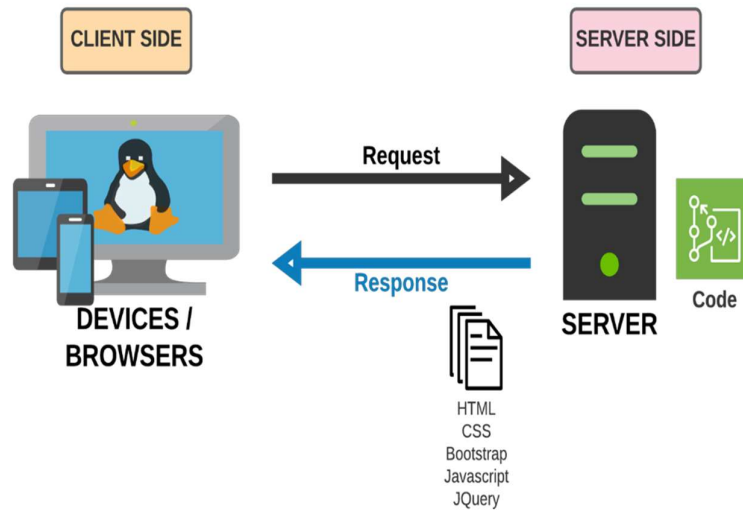 CLIENT SIDE
SERVER SIDE
Request
Response
DEVICES /
BROWSERS
SERVER
</>
Code
HTML
CSS
Bootstrap
Javascript
JQuery